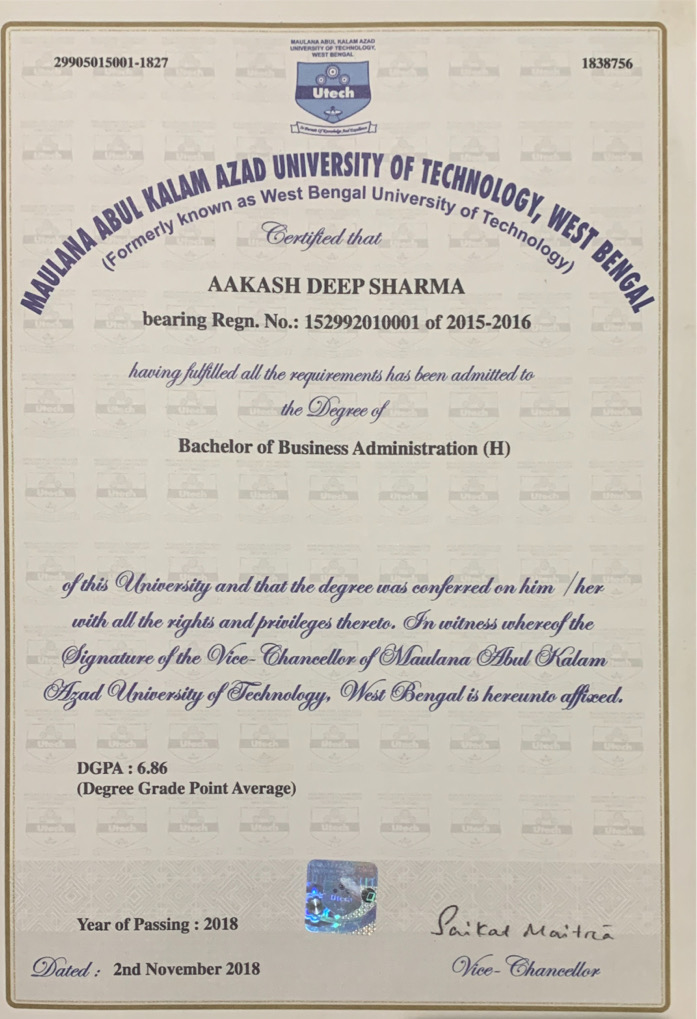 29905015001-1827
1838756
MAULANA ABUL KALAM AZAD
UNIVERSITY OF TECHNOLOGY,
WEST BENGAL
Utech
In Pursuit of Knowledge And Excellence
MAULANA ABUL KALAM AZAD UNIVERSITY OF TECHNOLOGY, WEST BENGAL
(Formerly known as West Bengal University of Technology)
Certified that
AAKASH DEEP SHARMA
bearing Regn. No.: 152992010001 of 2015-2016
having fulfilled all the requirements has been admitted to
the Degree of
Bachelor of Business Administration (H)
of this University and that the degree was conferred on him / her
with all the rights and privileges thereto. In witness whereof the
Signature of the Vice- Chancellor of Maulana Abul Kalam
Azad University of Technology, West Bengal is hereunto affixed.
DGPA : 6.86
(Degree Grade Point Average)
Year of Passing : 2018
Saikat Maitra
Dated : 2nd November 2018
Vice- Chancellor